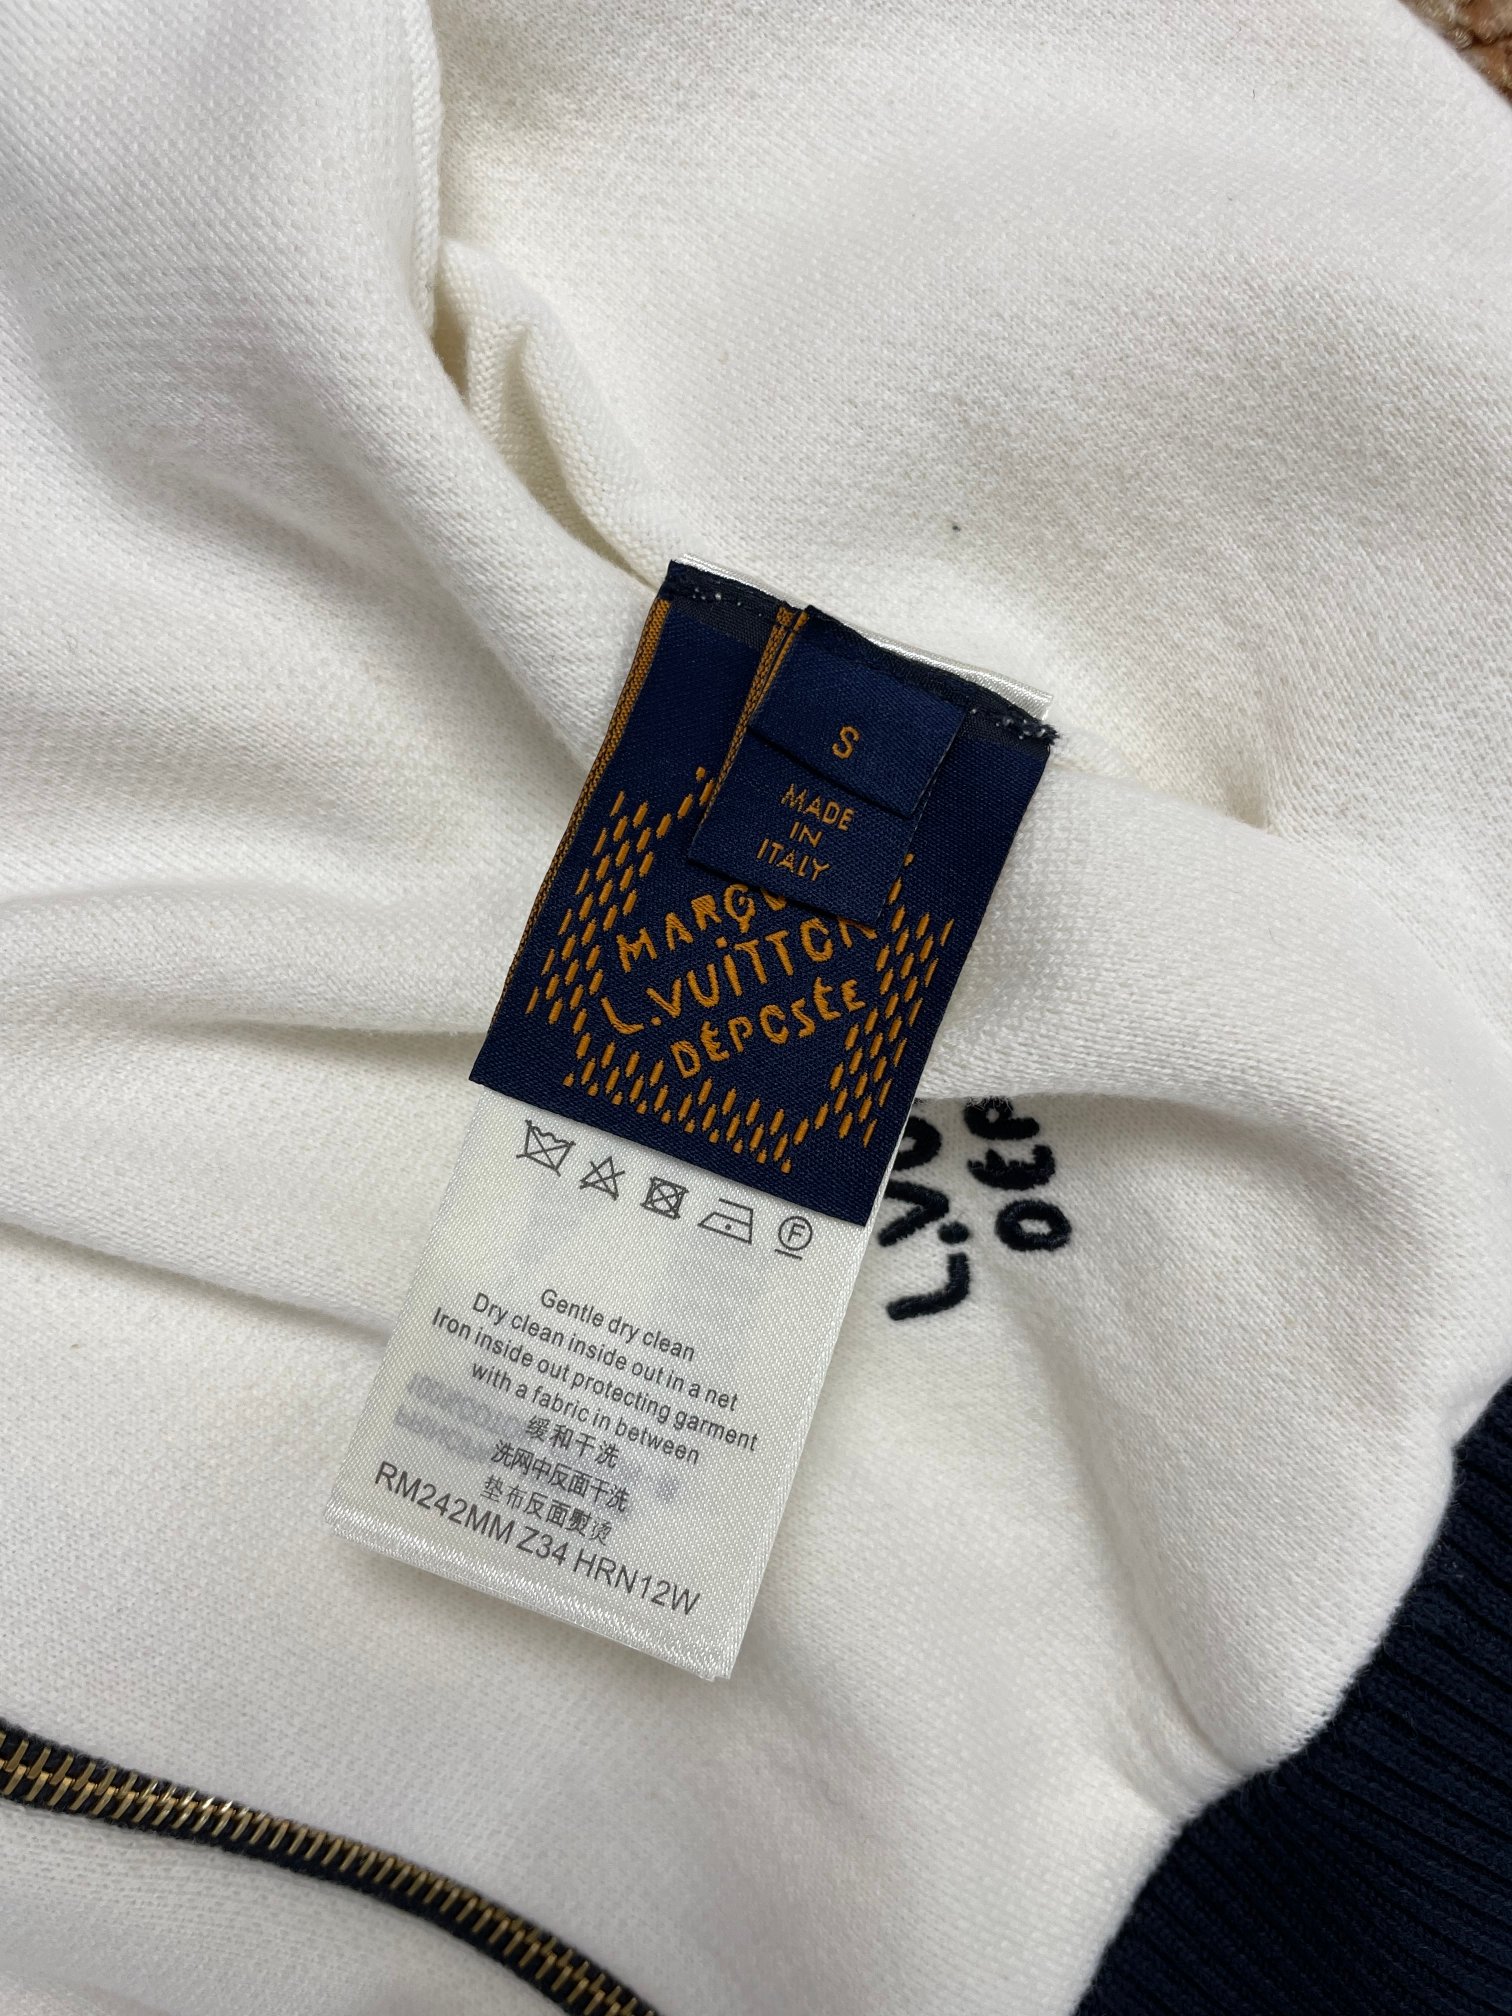 S
MADE
IN
ITALY
L.VUITTON
DÉPOSÉE
F
Gentle dry clean
Dry clean inside out in a net
Iron inside out protecting garment
with a fabric in between
缓和干洗
洗网中反面干洗
垫布反面熨烫
RM242MM Z34 HRN12W
L.VU
DÉP